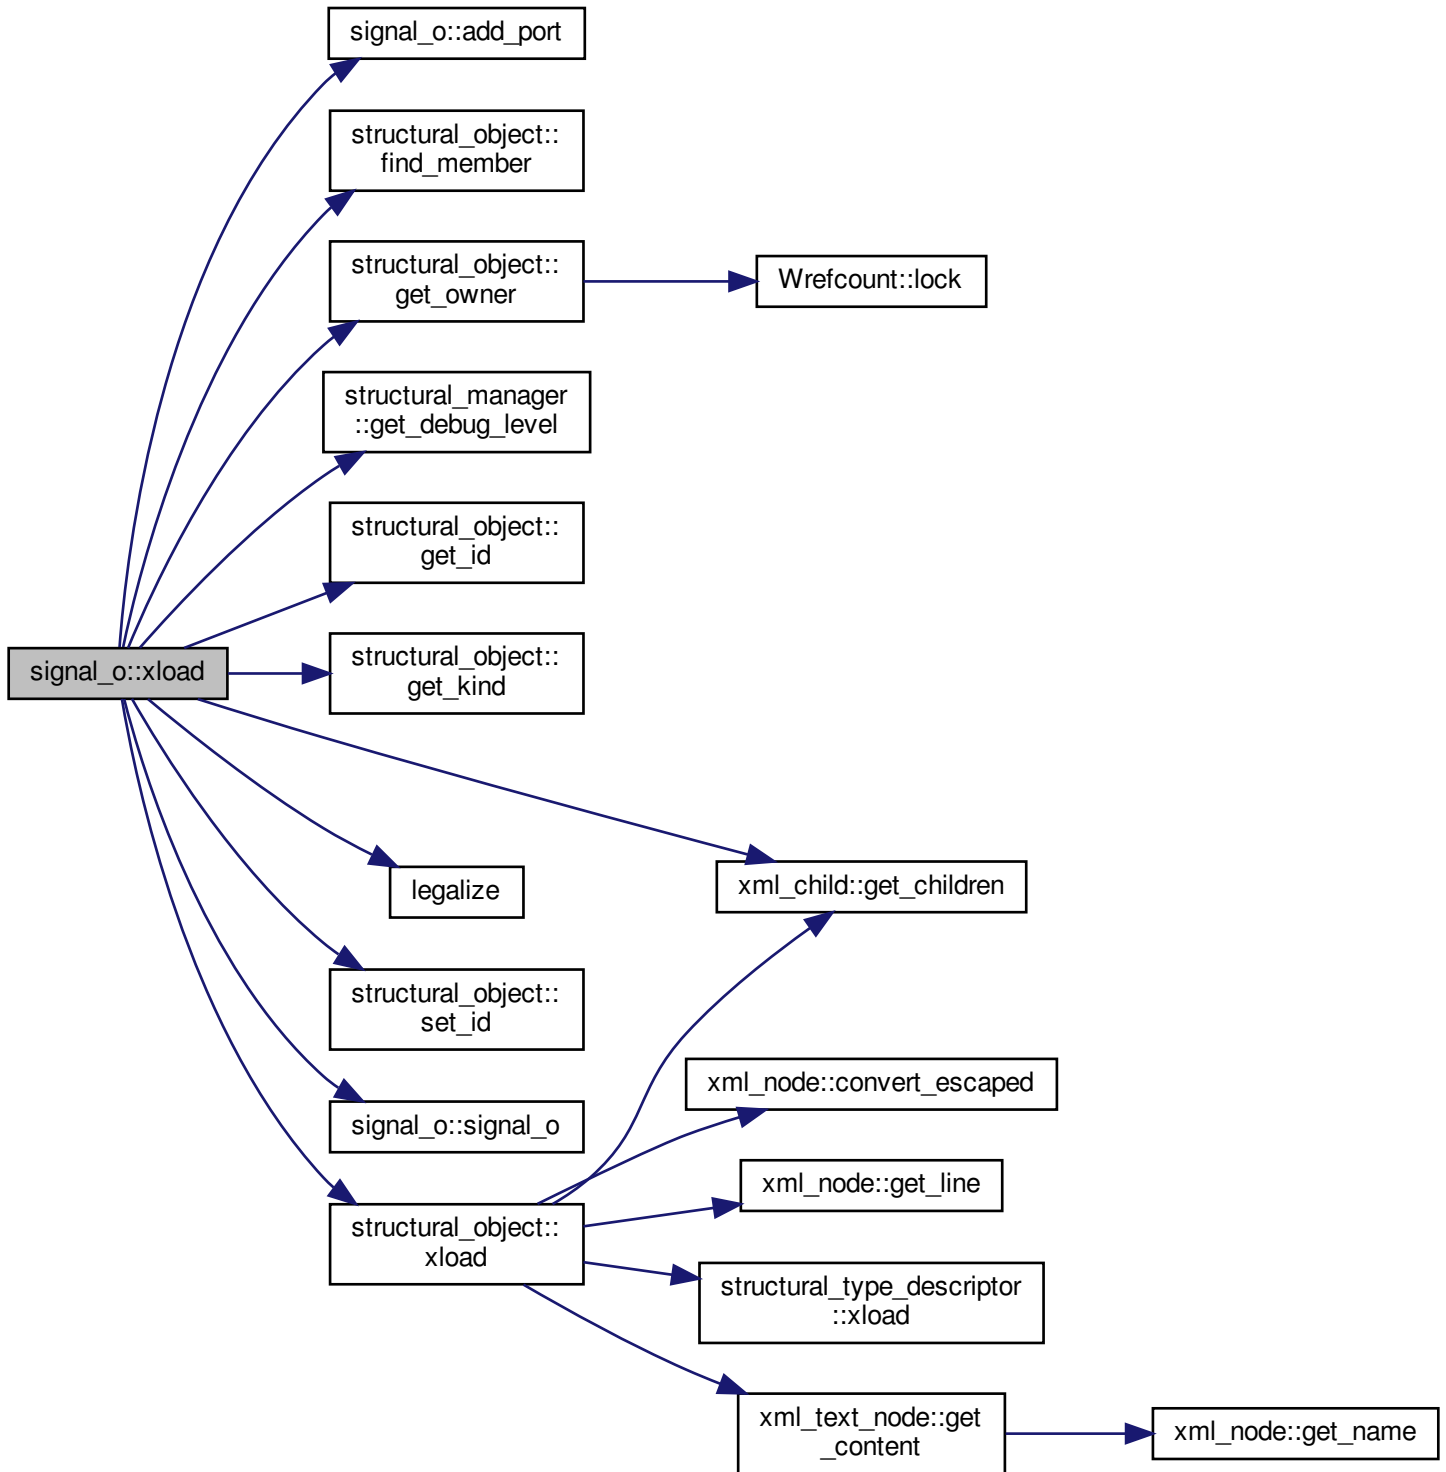 signal_o::add_port
structural_object::
find_member
structural_object::
get_owner
Wrefcount::lock
structural_manager
::get_debug_level
structural_object::
get_id
signal_o::xload
structural_object::
get_kind
legalize
xml_child::get_children
structural_object::
set_id
xml_node::convert_escaped
signal_o::signal_o
xml_node::get_line
structural_object::
xload
structural_type_descriptor
::xload
xml_text_node::get
_content
xml_node::get_name